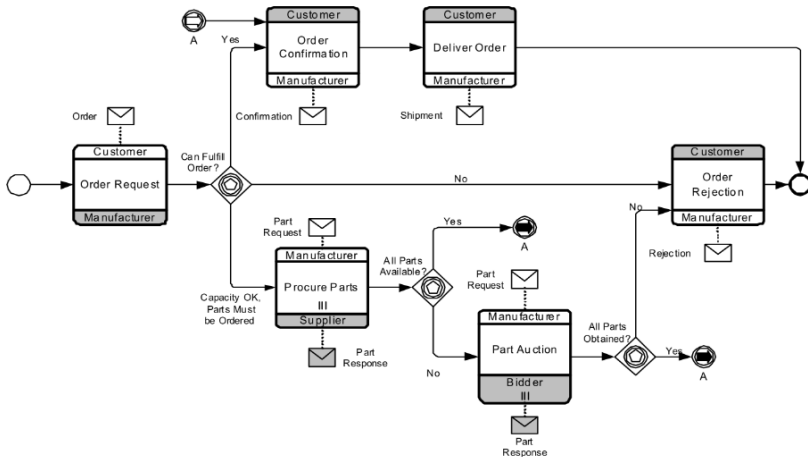 Customer
Order
Confirmation
Manufacturer
Confirmation
Customer
Deliver Order
Manufacturer
Shipment
A
Yes
Order
Customer
Order Request
Manufacturer
Can Fulfill
Order?
No
Customer
Order
Rejection
Manufacturer
Rejection
Capacity OK,
Parts Must
be Ordered
Part
Request
Manufacturer
Procure Parts
Supplier
Part
Response
All Parts
Available?
Yes
A
No
Part
Request
Manufacturer
Part Auction
Bidder
Part
Response
All Parts
Obtained?
No
Yes
A